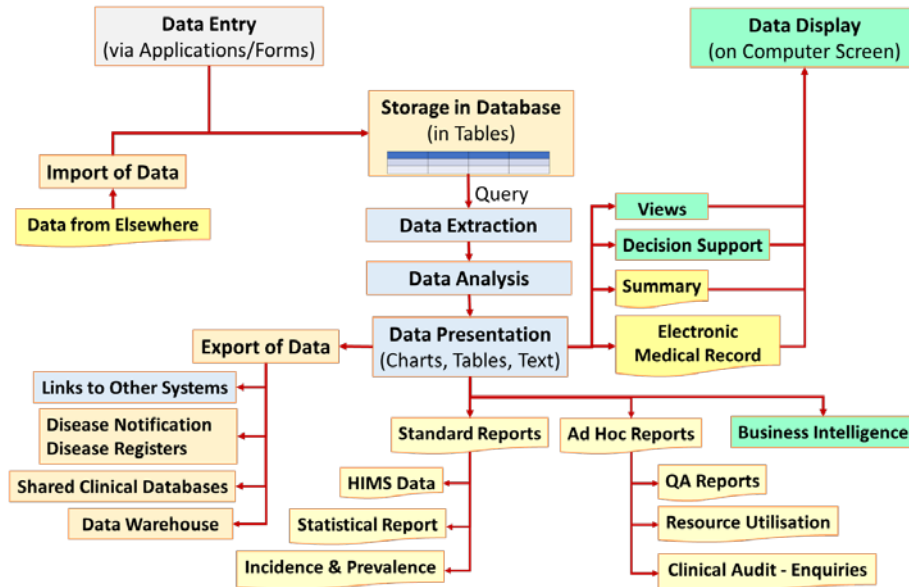 Data Entry
(via Applications/Forms)
Data Display
(on Computer Screen)
Storage in Database
(in Tables)
Import of Data
Query
Data from Elsewhere
Views
Data Extraction
Decision Support
Data Analysis
Summary
Export of Data
Data Presentation
(Charts, Tables, Text)
Electronic
Medical Record
Links to Other Systems
Disease Notification
Disease Registers
Standard Reports
Ad Hoc Reports
Business Intelligence
Shared Clinical Databases
HIMS Data
QA Reports
Data Warehouse
Statistical Report
Resource Utilisation
Incidence & Prevalence
Clinical Audit - Enquiries